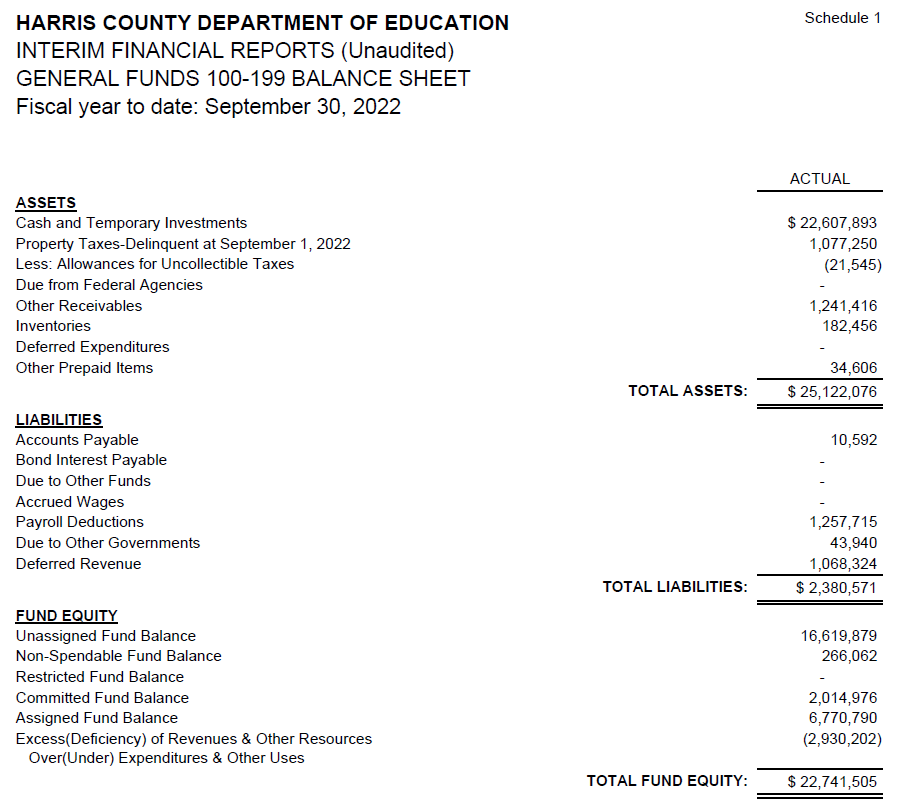 HARRIS COUNTY DEPARTMENT OF EDUCATION Schedule 1
INTERIM FINANCIAL REPORTS (Unaudited)
GENERAL FUNDS 100-199 BALANCE SHEET
Fiscal year to date: September 30, 2022
ACTUAL
ASSETS
Cash and Temporary Investments $ 22,607,893
Property Taxes-Delinquent at September 1, 2022 1,077,250
Less: Allowances for Uncollectible Taxes (21,545)
Due from Federal Agencies -
Other Receivables 1,241,416
Inventories 182,456
Deferred Expenditures -
Other Prepaid Items 34,606
TOTAL ASSETS: $ 25,122,076
LIABILITIES
Accounts Payable 10,592
Bond Interest Payable -
Due to Other Funds -
Accrued Wages -
Payroll Deductions 1,257,715
Due to Other Governments 43,940
Deferred Revenue 1,068,324
TOTAL LIABILITIES: $ 2,380,571
FUND EQUITY
Unassigned Fund Balance 16,619,879
Non-Spendable Fund Balance 266,062
Restricted Fund Balance -
Committed Fund Balance 2,014,976
Assigned Fund Balance 6,770,790
Excess(Deficiency) of Revenues & Other Resources (2,930,202)
Over(Under) Expenditures & Other Uses
TOTAL FUND EQUITY: $ 22,741,505